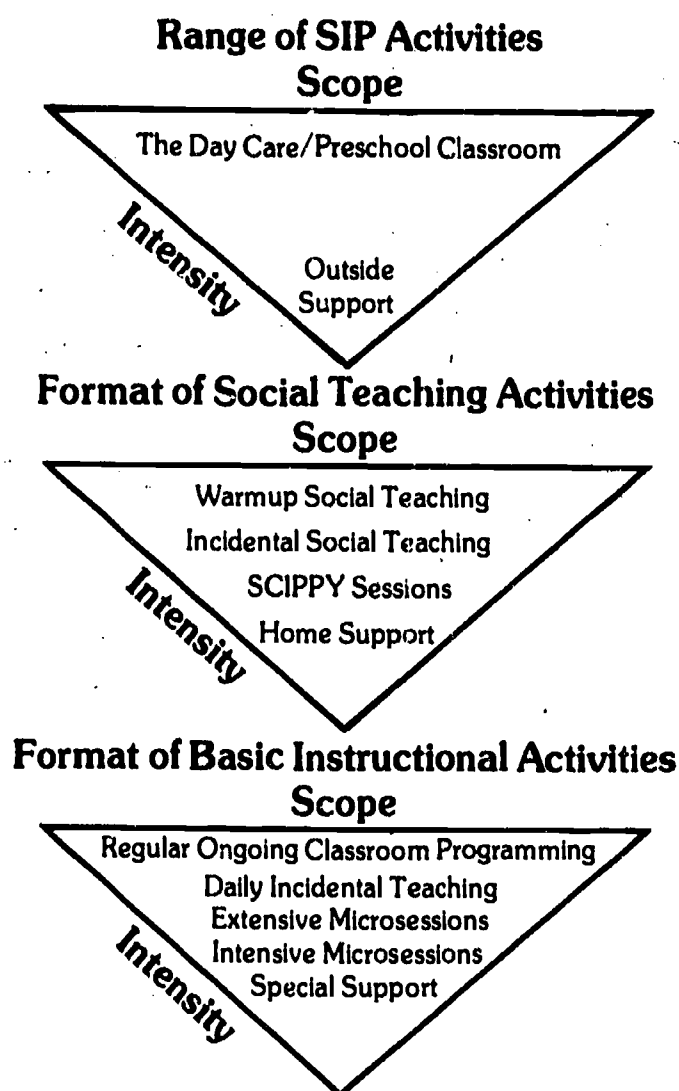 Range of SIP Activities
Scope
The Day Care/Preschool Classroom
Intensity
Outside
Support
Format of Social Teaching Activities
Scope
Warmup Social Teaching
Incidental Social Teaching
SCIPPY Sessions
Intensity
Home Support
Format of Basic Instructional Activities
Scope
Regular Ongoing Classroom Programming
Daily Incidental Teaching
Extensive Microsessions
Intensive Microsessions
Intensity
Special Support